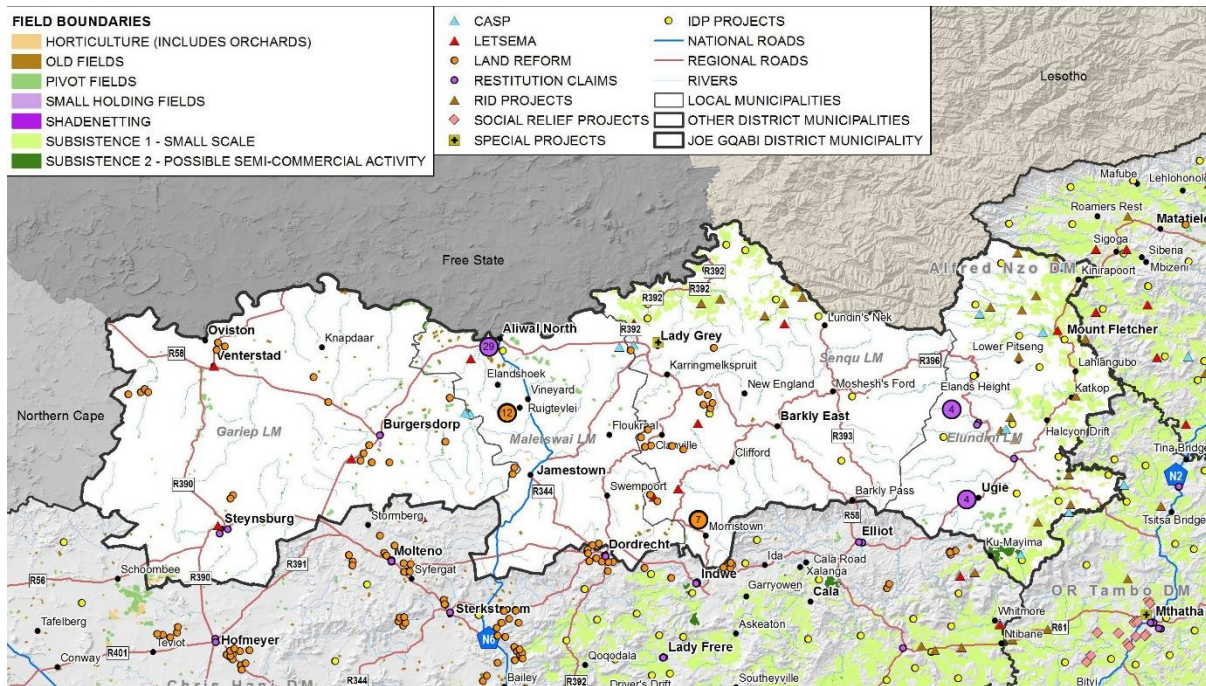 FIELD BOUNDARIES
HORTICULTURE (INCLUDES ORCHARDS)
OLD FIELDS
PIVOT FIELDS
SMALL HOLDING FIELDS
SHADENETTING
SUBSISTENCE 1 - SMALL SCALE
SUBSISTENCE 2 - POSSIBLE SEMI-COMMERCIAL ACTIVITY
CASP
LETSEMA
LAND REFORM
RESTITUTION CLAIMS
RID PROJECTS
SOCIAL RELIEF PROJECTS
SPECIAL PROJECTS
IDP PROJECTS
NATIONAL ROADS
REGIONAL ROADS
RIVERS
LOCAL MUNICIPALITIES
OTHER DISTRICT MUNICIPALITIES
JOE GQABI DISTRICT MUNICIPALITY
Lesotho
Mafube
Lehlohonolo
Roamers Rest
Matatiele
Sigoga
Siberia
Mbizeni
Kinirapoort
Alfred Nzo DM
Free State
R392
R392
R392
R392
Oviston
Knapdaar
Aliwal North
29
Lady Grey
Lundin's Nek
Mount Fletcher
R58
Venterstad
Karringmelkspruit
Senqu LM
R396
Lower Pitseng
Lahlangubo
Elandshoek
Vineyard
New England
Moshesh's Ford
Elands Height
Katkop
Northern Cape
12
Ruigtevlei
4
Burgersdorp
Gariep LM
Maletswai LM
Floukraal
Clanville
Barkly East
R393
Elundini LM
Halcyon Drift
Tina Bridge
Clifford
Jamestown
R344
Swempoort
Barkly Pass
4
Ugie
N2
R390
Steynsburg
Stormberg
7
Morristown
R58
Elliot
Tsitsa Bridge
Molteno
Dordrecht
Ku-Mayima
R56
Schoombee
R390
R391
Syfergat
Indwe
Ida
Cala Road
Xalanga
Garryowen
Cala
OR Tambo DM
Tafelberg
Sterkstroom
Whitmore
Mthatha
Hofmeyer
N6
Askeaton
Ntibane
R61
Conway
R401
Teviot
Lady Frere
Qoqodala
Chris Hani DM
R344
Bailey
R392
Driver's Drift
Southeyville
Bityi